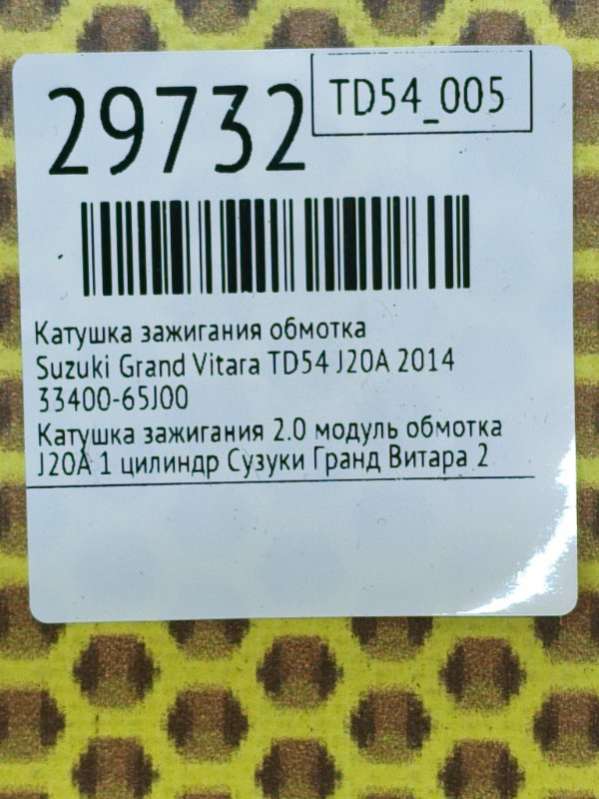 29732
TD54_005
Катушка зажигания обмотка
Suzuki Grand Vitara TD54 J20A 2014
33400-65J00
Катушка зажигания 2.0 модуль обмотка
J20A 1 цилиндр Сузуки Гранд Витара 2